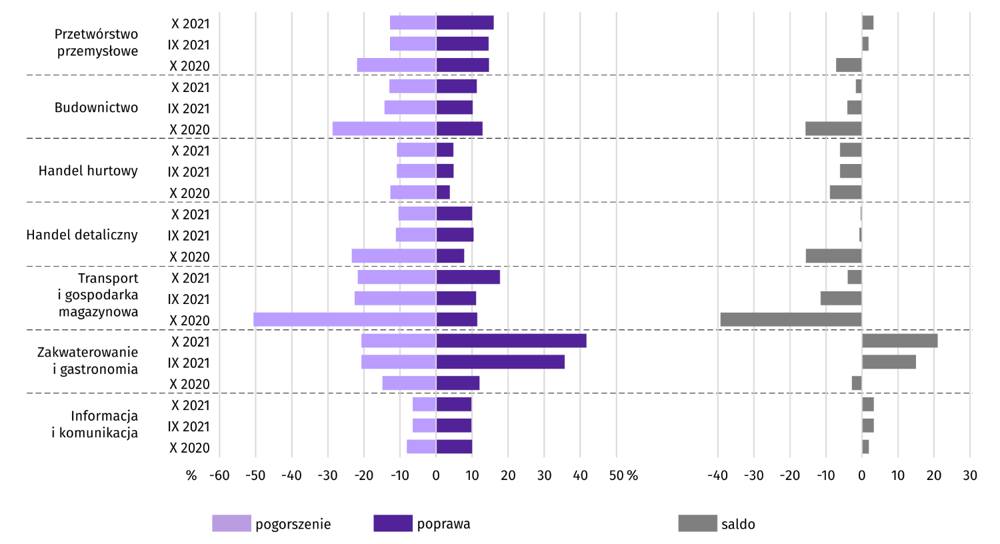 Przetwórstwo
przemysłowe
X 2021
IX 2021
X 2020
Budownictwo
X 2021
IX 2021
X 2020
Handel hurtowy
X 2021
IX 2021
X 2020
Handel detaliczny
X 2021
IX 2021
X 2020
Transport
i gospodarka
magazynowa
X 2021
IX 2021
X 2020
Zakwaterowanie
i gastronomia
X 2021
IX 2021
X 2020
Informacja
i komunikacja
X 2021
IX 2021
X 2020
% -60 -50 -40 -30 -20 -10 0 10 20 30 40 50 %
-40 -30 -20 -10 0 10 20 30
pogorszenie
poprawa
saldo